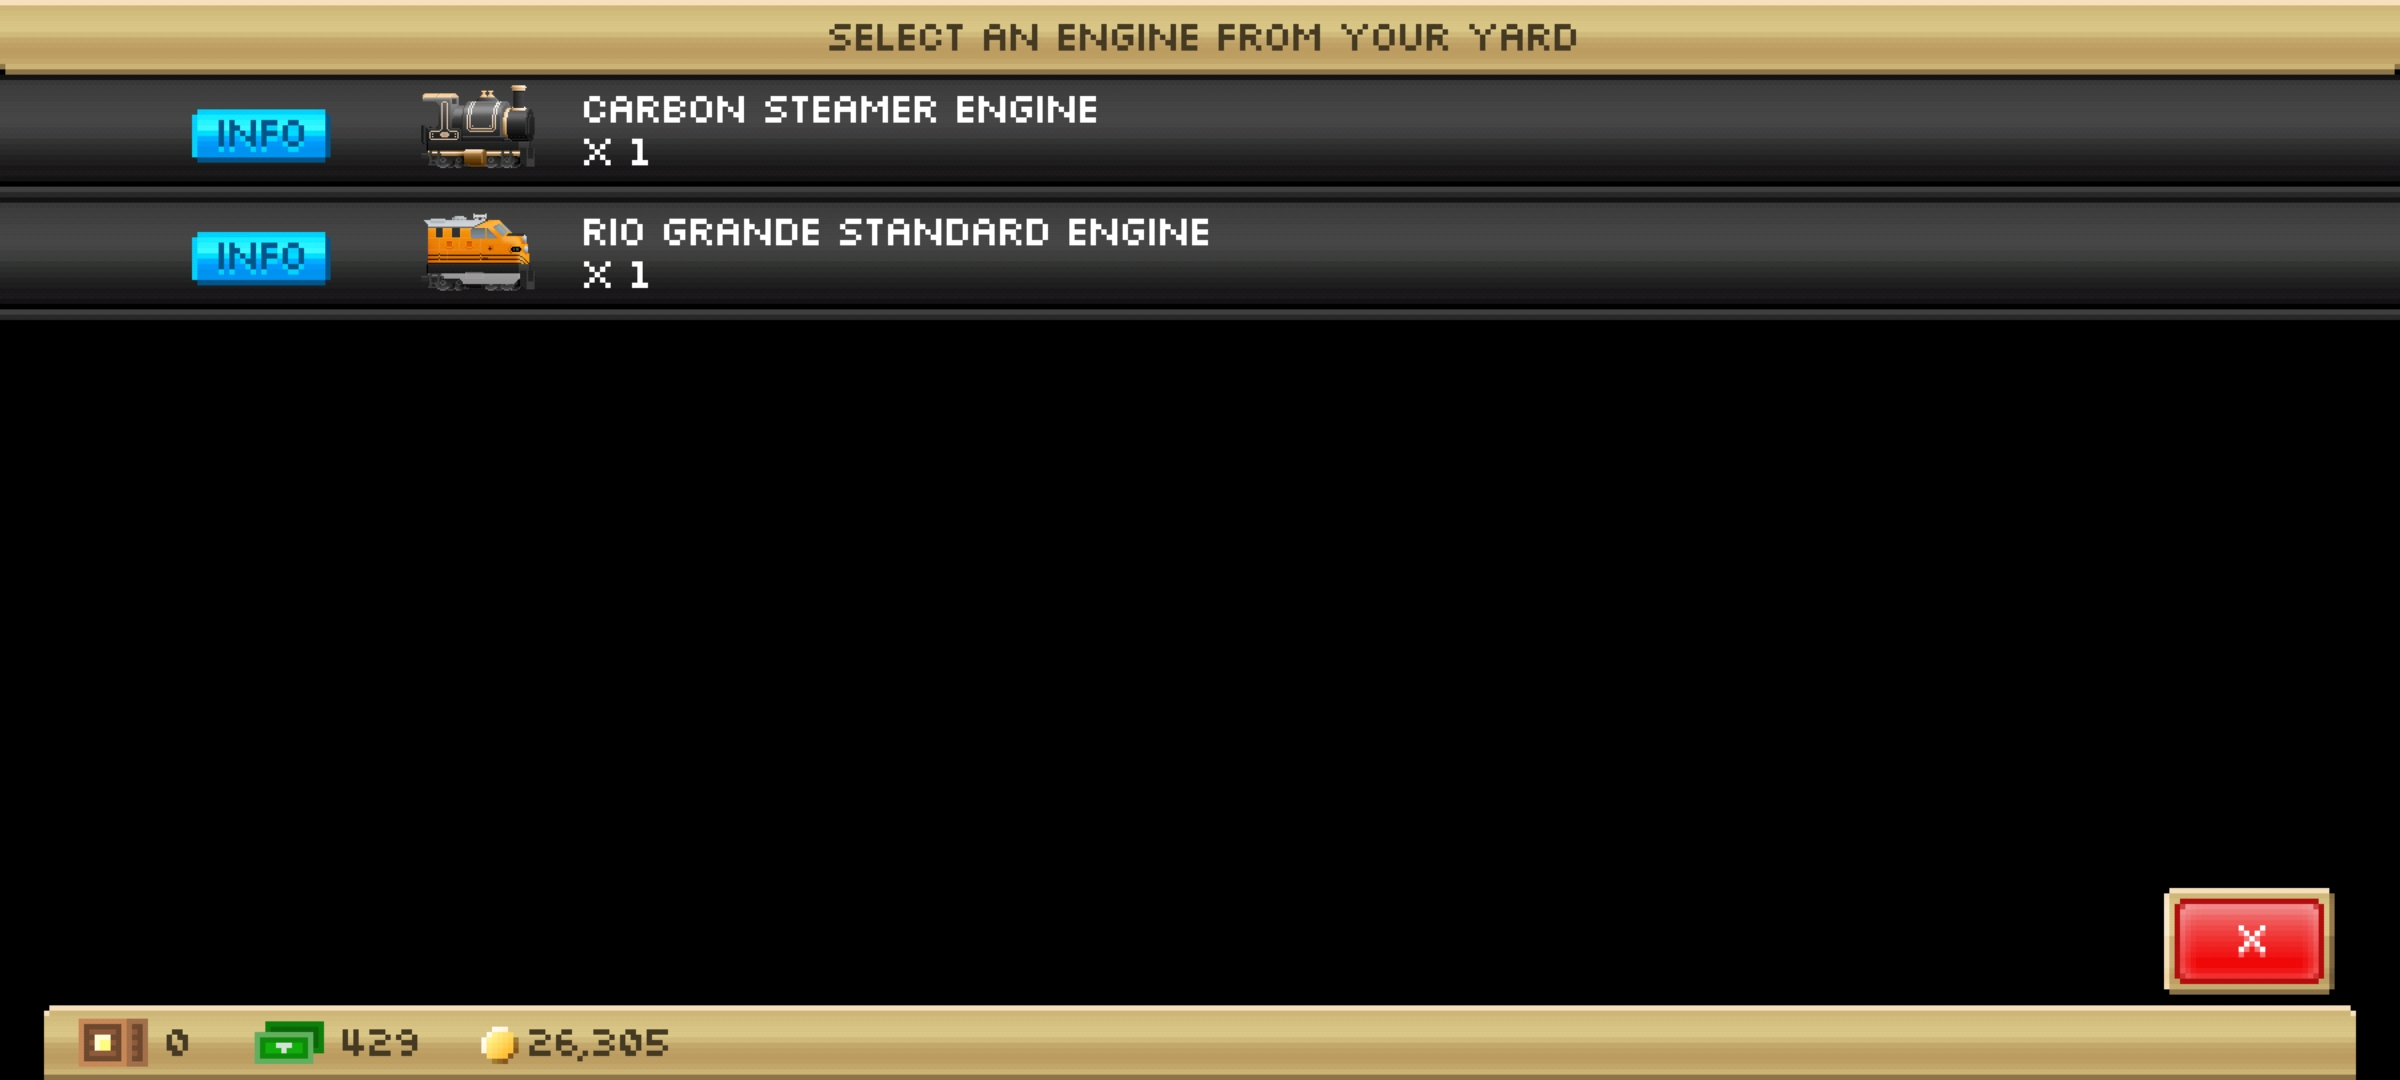 SELECT AN ENGINE FROM YOUR YARD
INFO
CARBON STEAMER ENGINE
X 1
INFO
RIO GRANDE STANDARD ENGINE
X 1
X
0 429 26,305